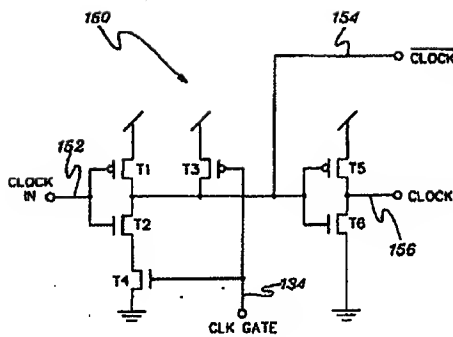 160
154
CLOCK
152
T1
T3
T5
CLOCK
IN
T2
CLOCK
T6
156
T4
134
CLK GATE